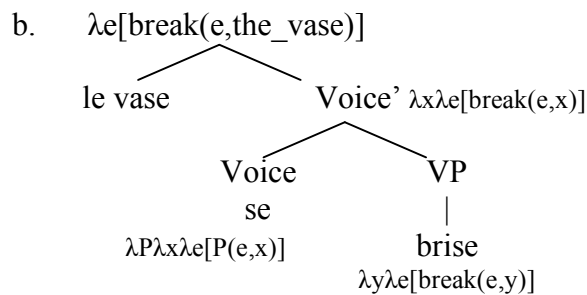 b. λe[break(e,the_vase)]
le vase Voice’ λxλe[break(e,x)]
Voice VP
se
λPλxλe[P(e,x)] brise
λyλe[break(e,y)]